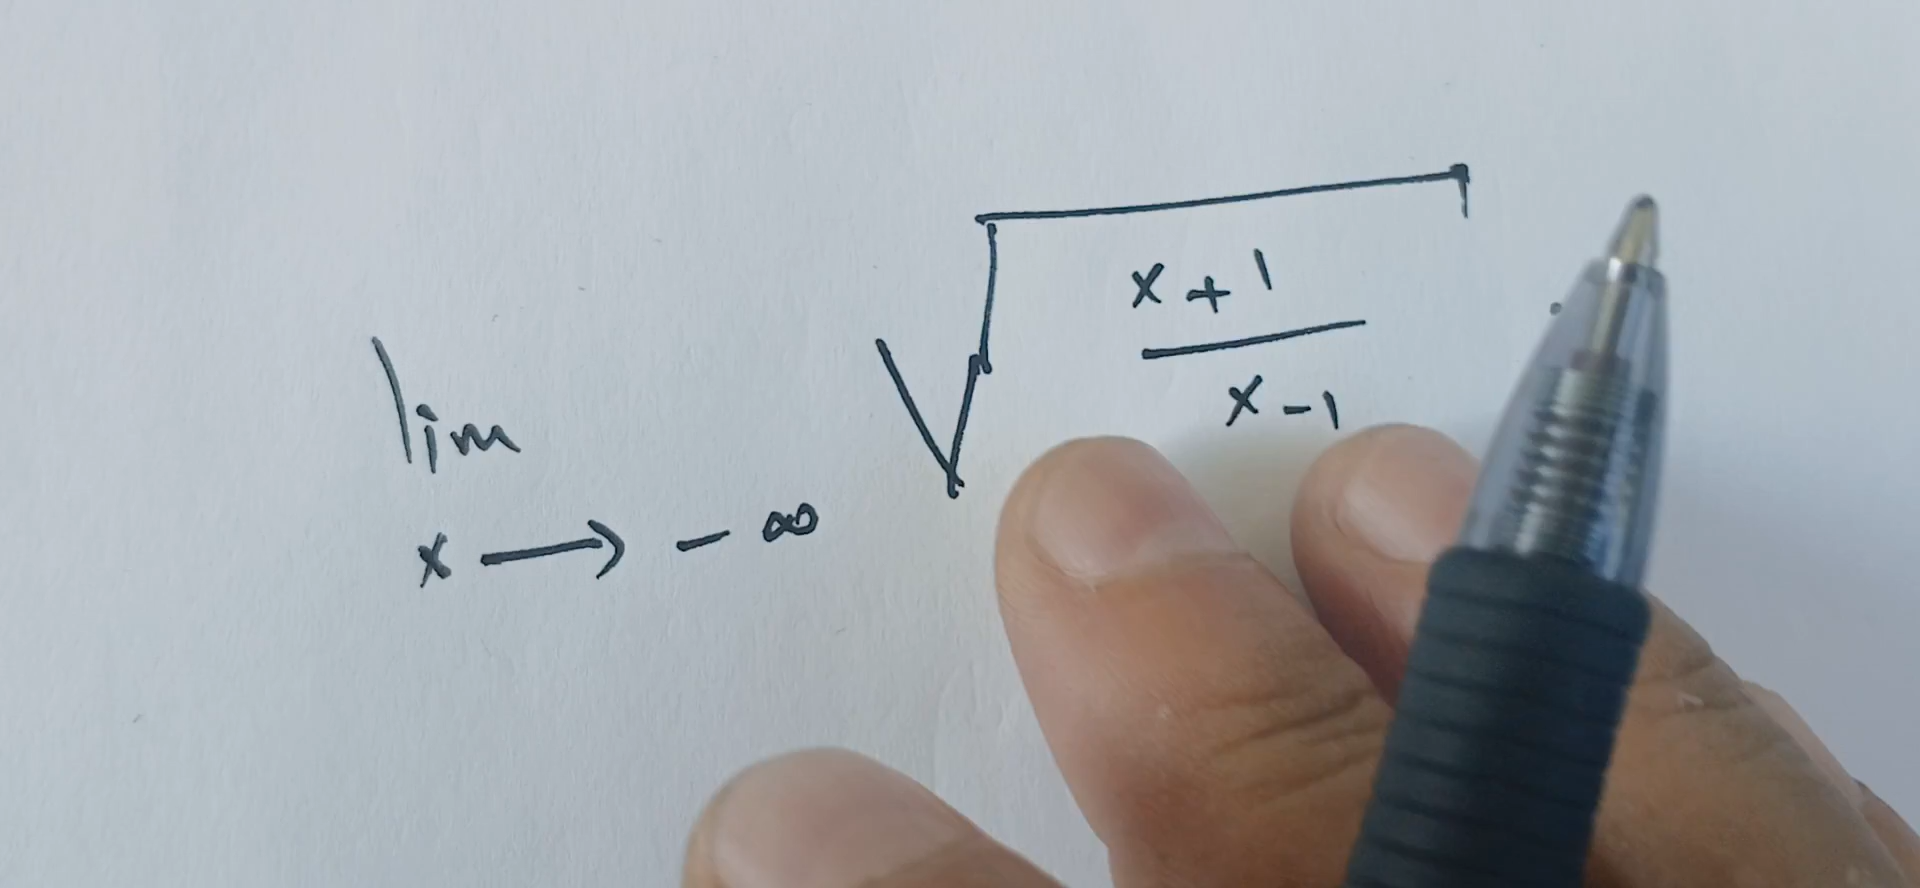 lim x → - ∞ √ x + 1 / x - 1